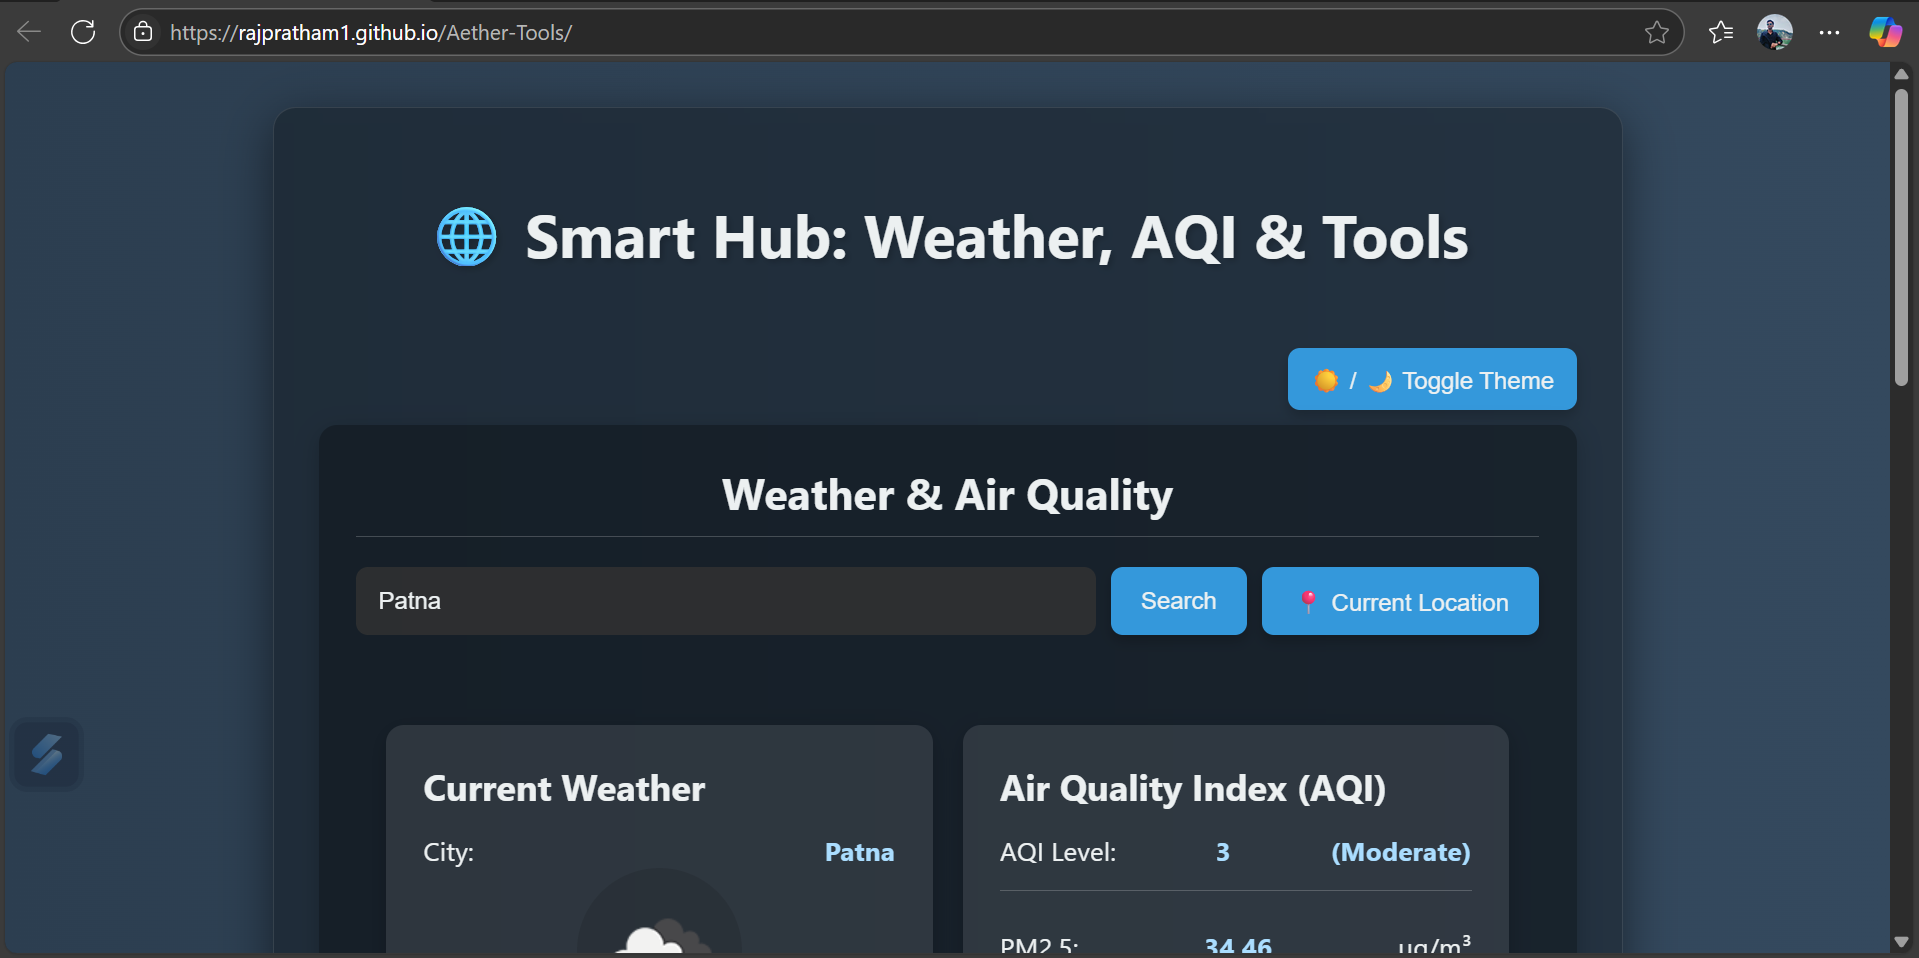 https://rajpratham1.github.io/Aether-Tools/
🌐 Smart Hub: Weather, AQI & Tools
☀️ / 🌙 Toggle Theme
Weather & Air Quality
Patna Search 📍 Current Location
Current Weather
City: Patna
Air Quality Index (AQI)
AQI Level: 3 (Moderate)
PM2.5: 34.46 µg/m³